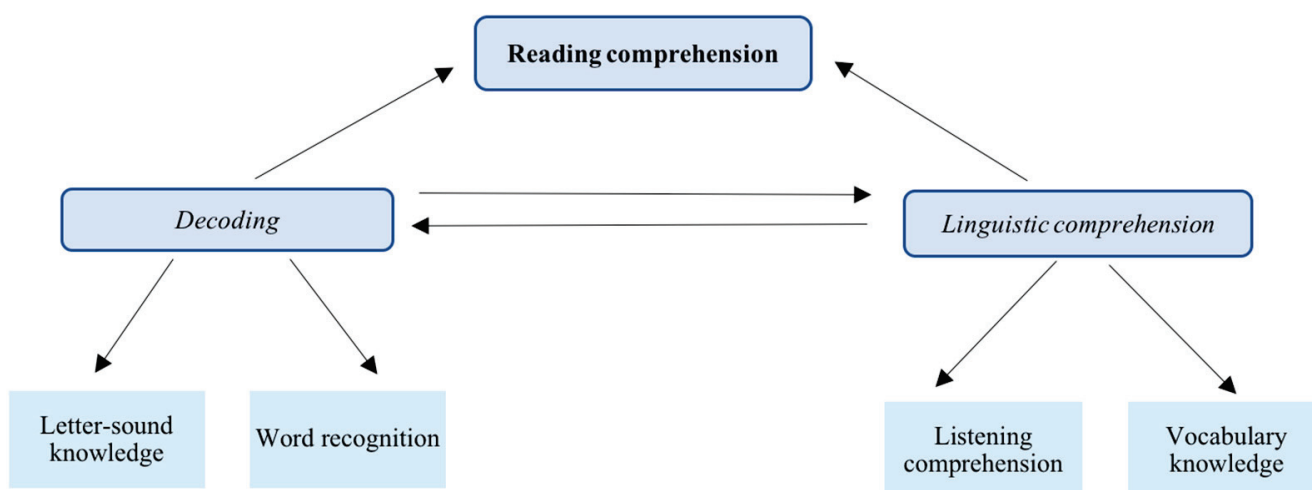 Reading comprehension
Decoding
Linguistic comprehension
Letter-sound
knowledge
Word recognition
Listening
comprehension
Vocabulary
knowledge